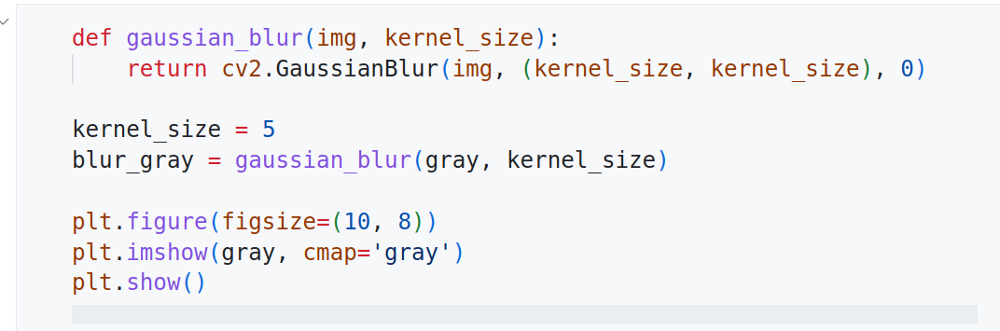 def gaussian_blur(img, kernel_size):
    return cv2.GaussianBlur(img, (kernel_size, kernel_size), 0)
kernel_size = 5
blur_gray = gaussian_blur(gray, kernel_size)
plt.figure(figsize=(10, 8))
plt.imshow(gray, cmap='gray')
plt.show()